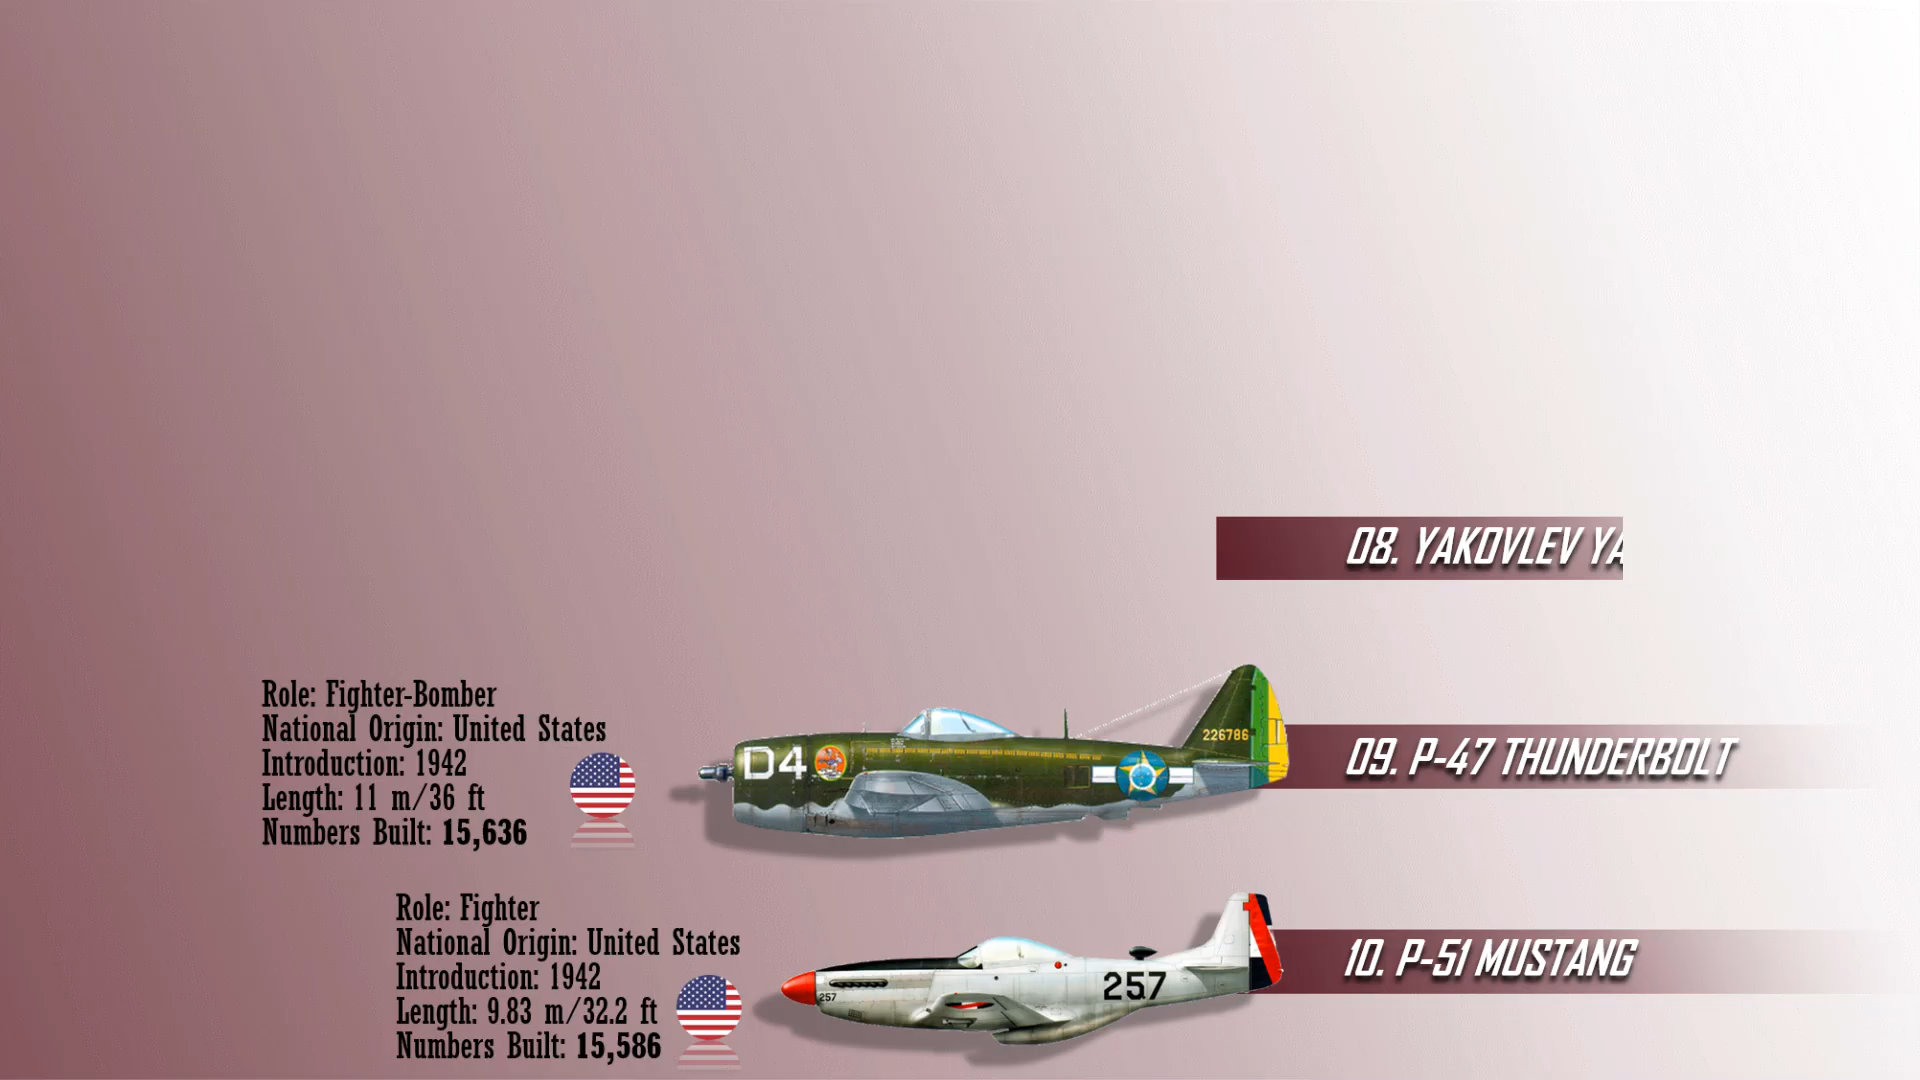 08. YAKOVLEV YA
Role: Fighter-Bomber
National Origin: United States
Introduction: 1942
Length: 11 m/36 ft
Numbers Built: 15,636
D4
226786
09. P-47 THUNDERBOLT
Role: Fighter
National Origin: United States
Introduction: 1942
Length: 9.83 m/32.2 ft
Numbers Built: 15,586
257
257
10. P-51 MUSTANG